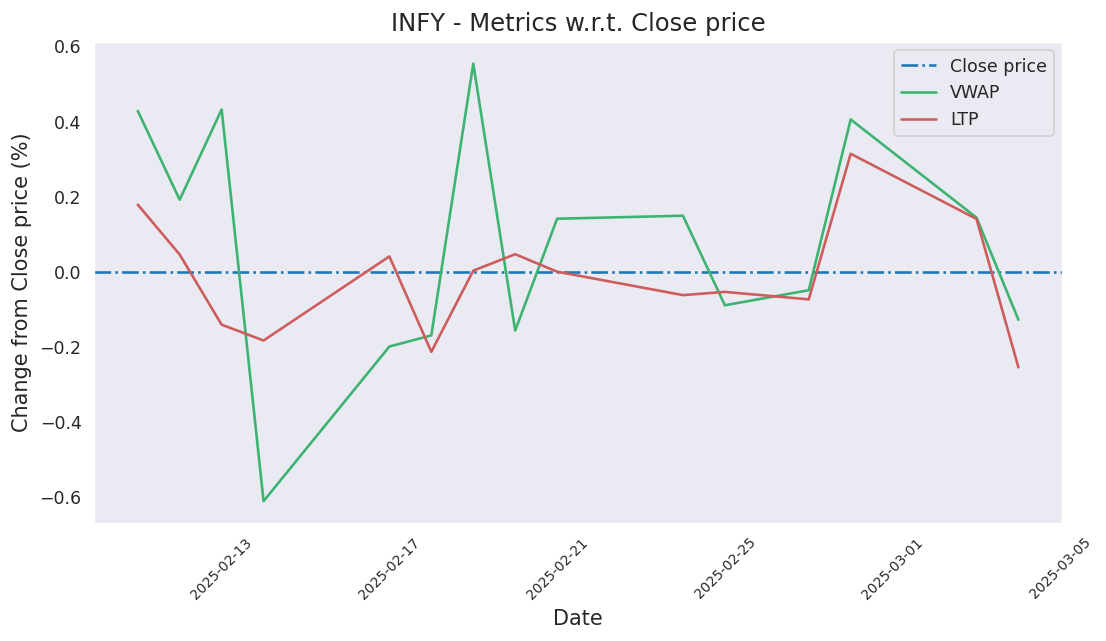 INFY - Metrics w.r.t. Close price
Close price
VWAP
LTP
Change from Close price (%)
0.6
0.4
0.2
0.0
−0.2
−0.4
−0.6
2025-02-13
2025-02-17
2025-02-21
2025-02-25
2025-03-01
2025-03-05
Date